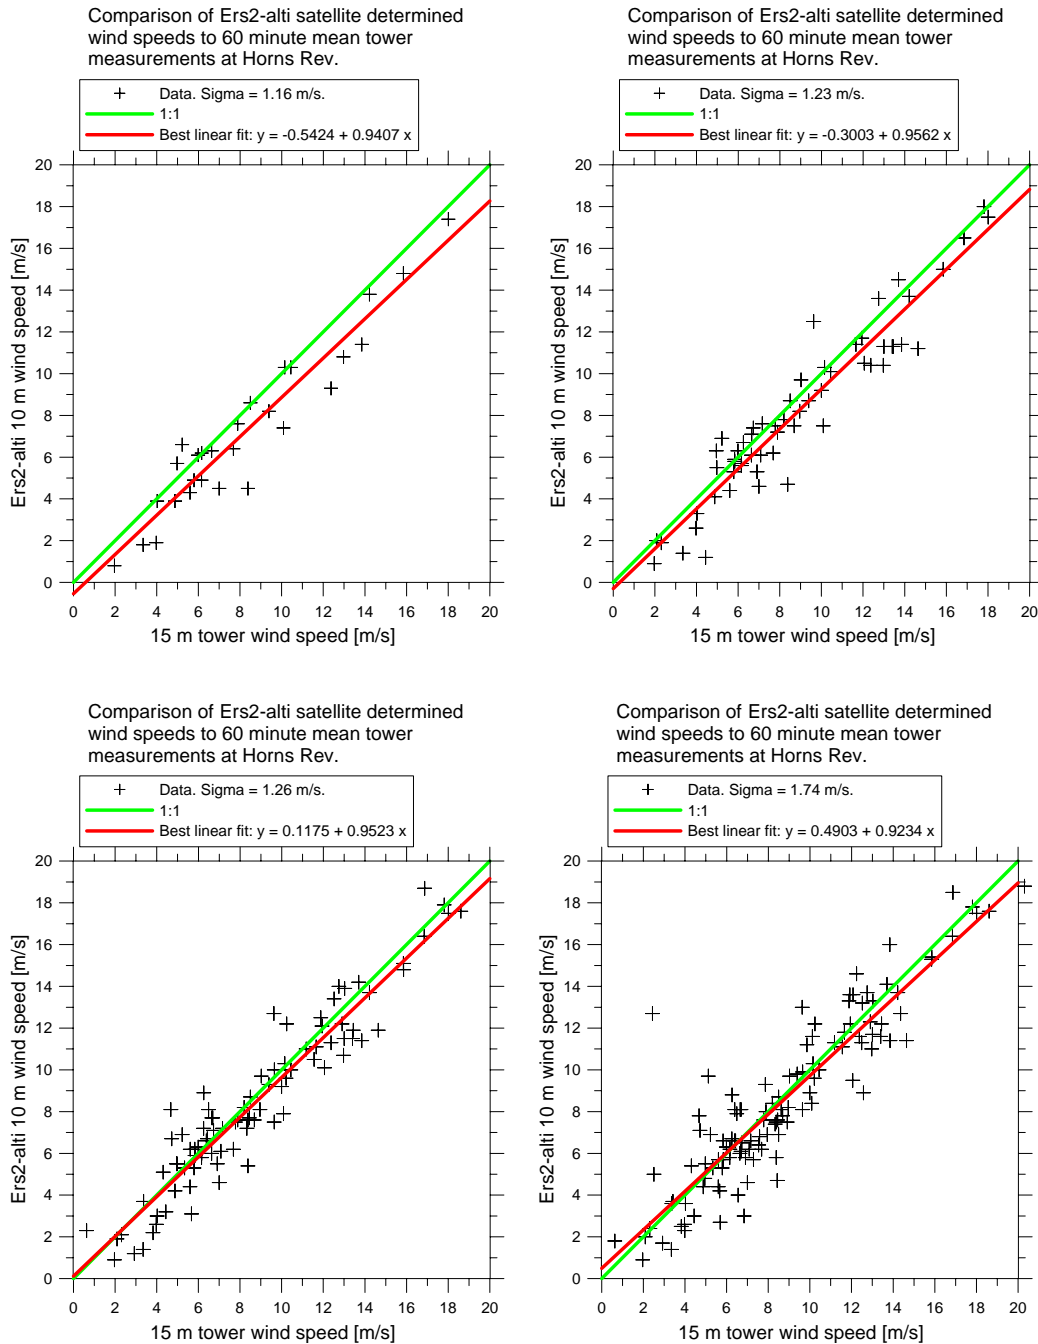 Comparison of Ers2-alti satellite determined
wind speeds to 60 minute mean tower
measurements at Horns Rev.
Data. Sigma = 1.16 m/s.
1:1
Best linear fit: y = -0.5424 + 0.9407 x
20
18
16
14
12
10
8
6
4
2
0
Ers2-alti 10 m wind speed [m/s]
0 2 4 6 8 10 12 14 16 18 20
15 m tower wind speed [m/s]
Comparison of Ers2-alti satellite determined
wind speeds to 60 minute mean tower
measurements at Horns Rev.
Data. Sigma = 1.23 m/s.
1:1
Best linear fit: y = -0.3003 + 0.9562 x
20
18
16
14
12
10
8
6
4
2
0
Ers2-alti 10 m wind speed [m/s]
0 2 4 6 8 10 12 14 16 18 20
15 m tower wind speed [m/s]
Comparison of Ers2-alti satellite determined
wind speeds to 60 minute mean tower
measurements at Horns Rev.
Data. Sigma = 1.26 m/s.
1:1
Best linear fit: y = 0.1175 + 0.9523 x
20
18
16
14
12
10
8
6
4
2
0
Ers2-alti 10 m wind speed [m/s]
0 2 4 6 8 10 12 14 16 18 20
15 m tower wind speed [m/s]
Comparison of Ers2-alti satellite determined
wind speeds to 60 minute mean tower
measurements at Horns Rev.
Data. Sigma = 1.74 m/s.
1:1
Best linear fit: y = 0.4903 + 0.9234 x
20
18
16
14
12
10
8
6
4
2
0
Ers2-alti 10 m wind speed [m/s]
0 2 4 6 8 10 12 14 16 18 20
15 m tower wind speed [m/s]